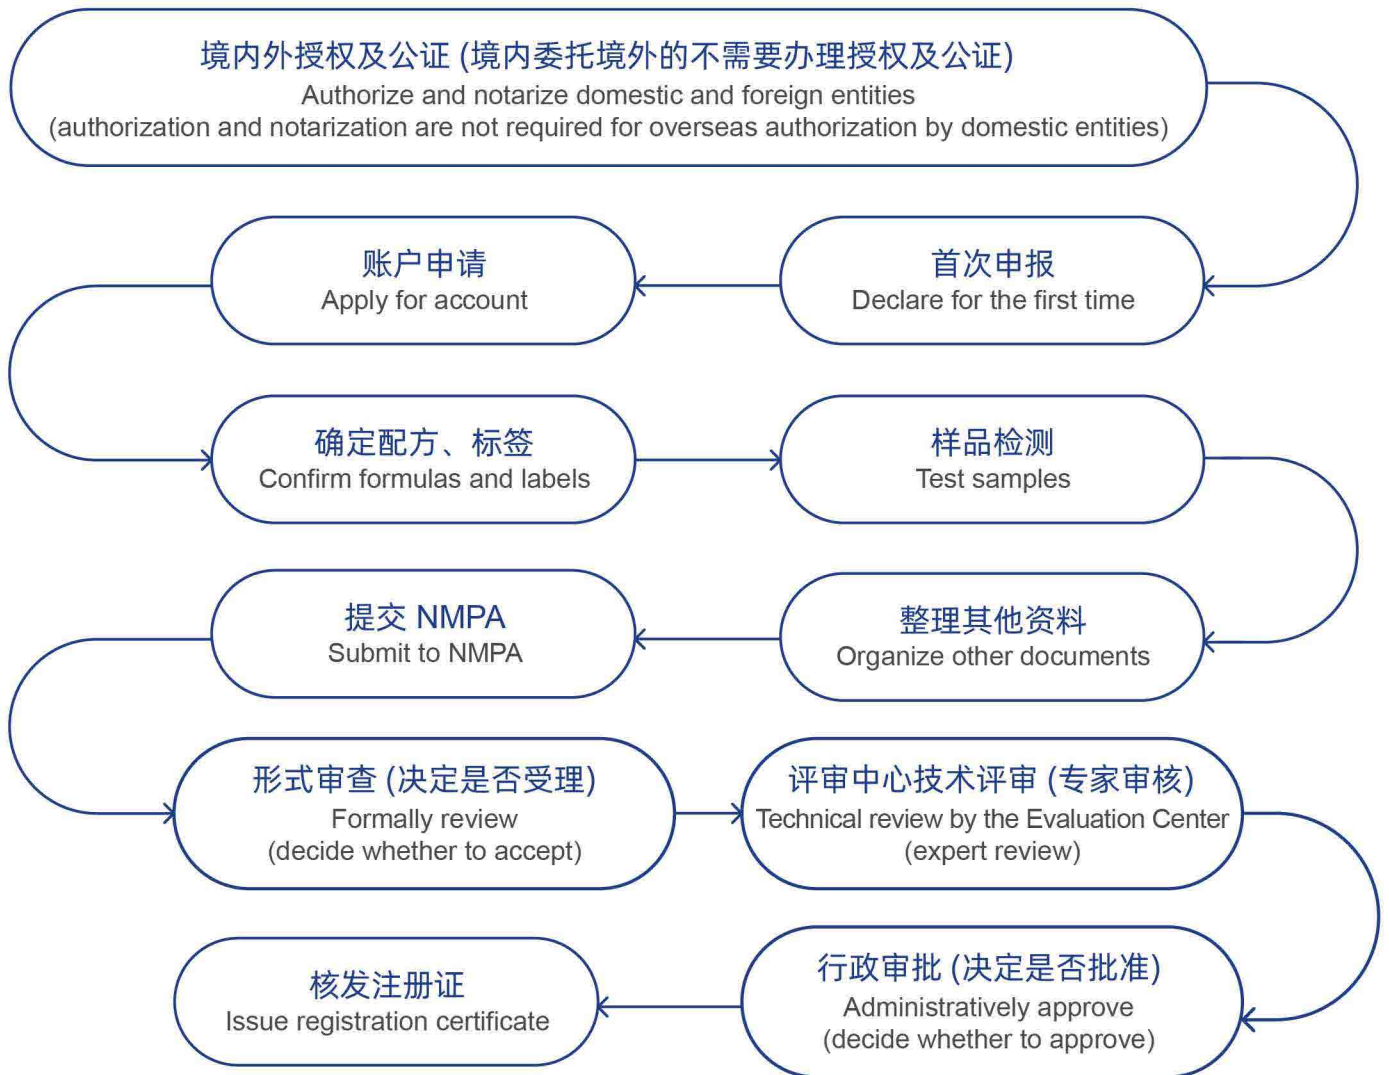 境内外授权及公证 (境内委托境外的不需要办理授权及公证)
Authorize and notarize domestic and foreign entities
(authorization and notarization are not required for overseas authorization by domestic entities)
首次申报
Declare for the first time
账户申请
Apply for account
确定配方、标签
Confirm formulas and labels
样品检测
Test samples
整理其他资料
Organize other documents
提交 NMPA
Submit to NMPA
形式审查 (决定是否受理)
Formally review
(decide whether to accept)
评审中心技术评审 (专家审核)
Technical review by the Evaluation Center
(expert review)
行政审批 (决定是否批准)
Administratively approve
(decide whether to approve)
核发注册证
Issue registration certificate